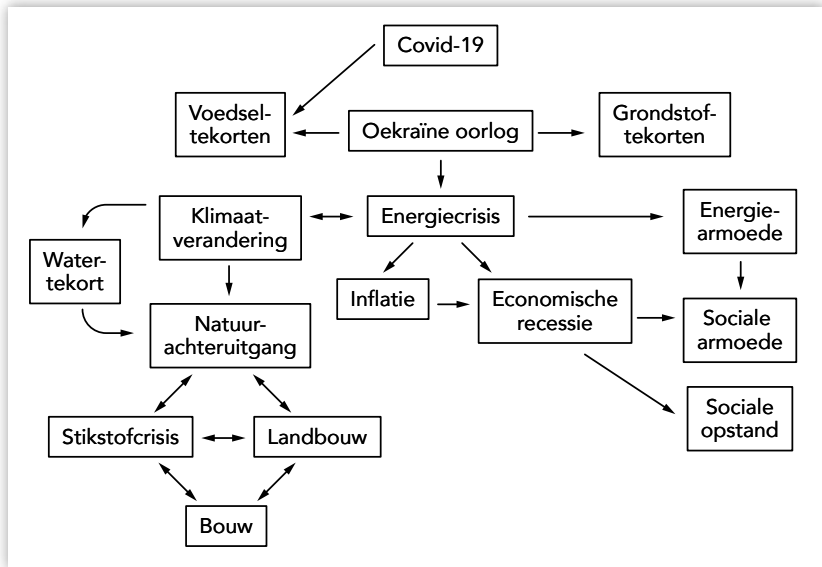 Covid-19
Voedsel-
tekorten
Oekraïne oorlog
Grondstof-
tekorten
Klimaat-
verandering
Energiecrisis
Energie-
armoede
Water-
tekort
Inflatie
Economische
recessie
Sociale
armoede
Natuur-
achteruitgang
Sociale
opstand
Stikstofcrisis
Landbouw
Bouw